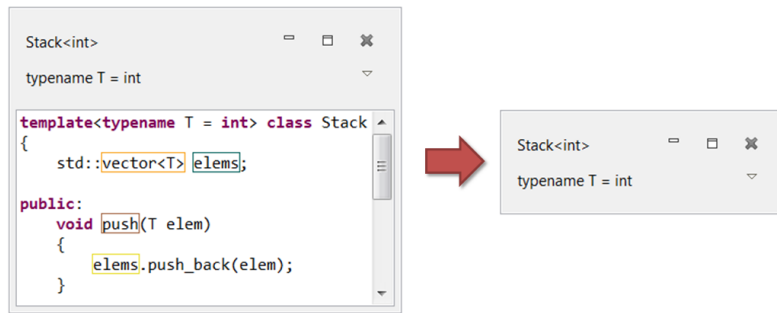 Stack<int>
typename T = int
template<typename T = int> class Stack
{
std::vector<T> elems;
public:
void push(T elem)
{
elems.push_back(elem);
}
Stack<int>
typename T = int